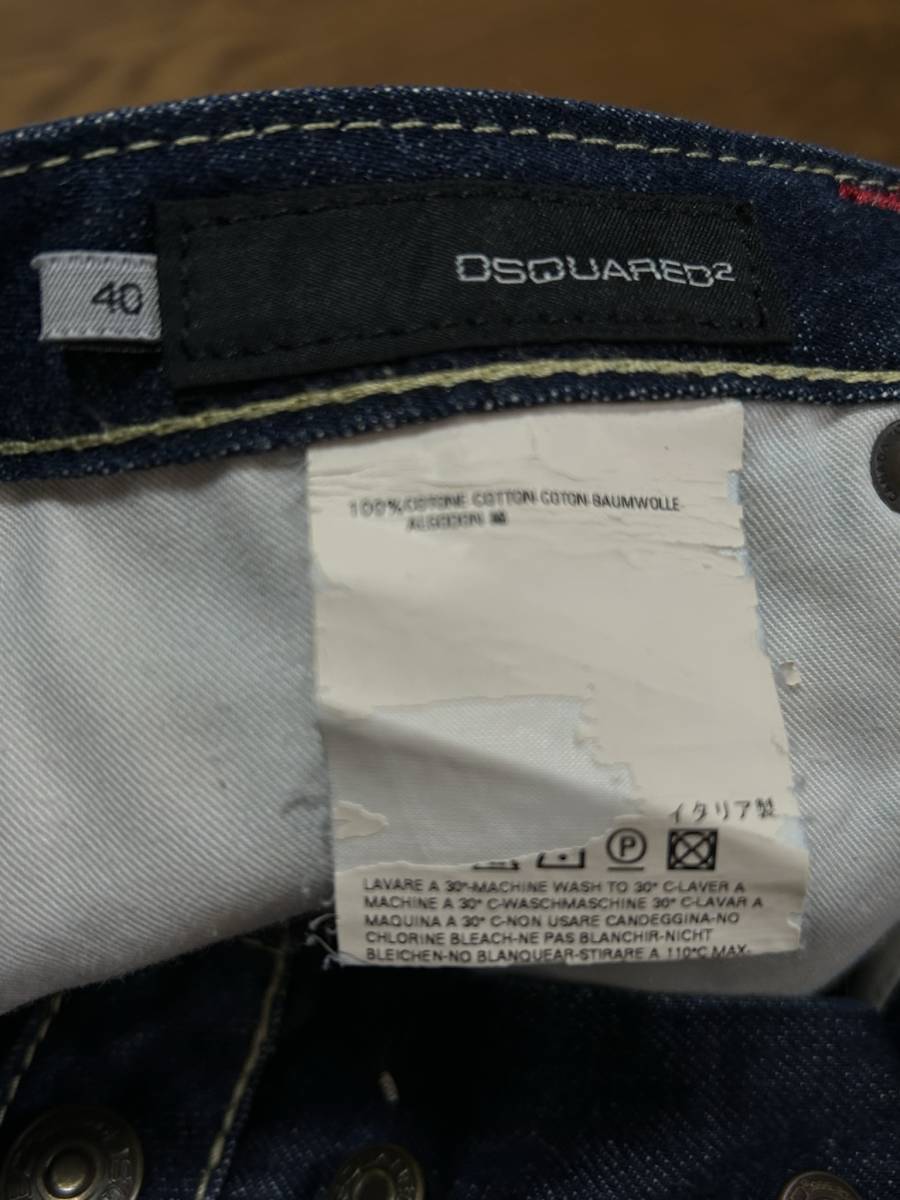 40
DSQUARED2
100% COTONE-COTTON-COTON-BAUMWOLLE-
ALGODON
イタリア製
P
LAVARE A 30°-MACHINE WASH TO 30° C-LAVER A
MACHINE A 30° C-WASCHMASCHINE 30° C-LAVAR A
MAQUINA A 30° C-NON USARE CANDEGGINA-NO
CHLORINE BLEACH-NE PAS BLANCHIR-NICHT
BLEICHEN-NO BLANQUEAR-STIRARE A 110°C MAX-